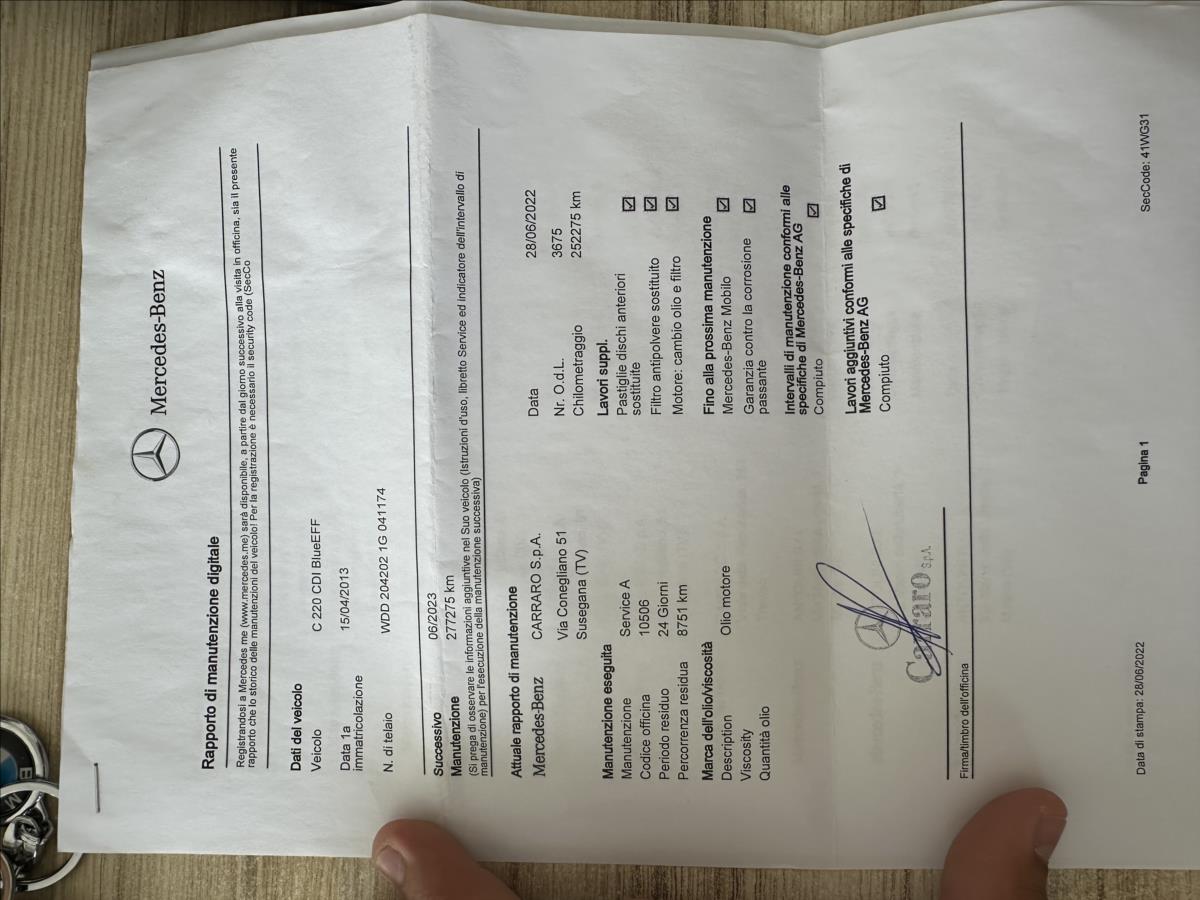 Mercedes-Benz
Rapporto di manutenzione digitale
Registrandosi a Mercedes me (www.mercedes.me) sarà disponibile, a partire dal giorno successivo alla visita in officina, sia il presente
rapporto che lo storico delle manutenzioni del veicolo! Per la registrazione è necessario il security code (SecCo
Dati del veicolo
Veicolo C 220 CDI BlueEFF
Data 1a
immatricolazione 15/04/2013
N. di telaio WDD 204202 1G 041174
Successivo 06/2023
Manutenzione 277275 km
(Si prega di osservare le informazioni aggiuntive nel Suo veicolo (Istruzioni d'uso, libretto Service ed indicatore dell'intervallo di
manutenzione) per l'esecuzione della manutenzione successiva)
Attuale rapporto di manutenzione
Mercedes-Benz CARRARO S.p.A.
Via Conegliano 51
Susegana (TV)
Data 28/06/2022
Nr. O.d.L. 3675
Chilometraggio 252275 km
Manutenzione eseguita
Manutenzione Service A
Codice officina 10506
Periodo residuo 24 Giorni
Percorrenza residua 8751 km
Marca dell'olio/viscosità
Description Olio motore
Viscosity
Quantità olio
Lavori suppl.
Pastiglie dischi anteriori
sostituite ☑
Filtro antipolvere sostituito ☑
Motore: cambio olio e filtro ☑
Fino alla prossima manutenzione
Mercedes-Benz Mobilo ☑
Garanzia contro la corrosione
passante ☑
Intervalli di manutenzione conformi alle
specifiche di Mercedes-Benz AG
Compiuto ☑
Lavori aggiuntivi conformi alle specifiche di
Mercedes-Benz AG
Compiuto ☑
Carraro S.p.A.
Firma/timbro dell'officina
Data di stampa: 28/06/2022 Pagina 1 SecCode: 41WG31